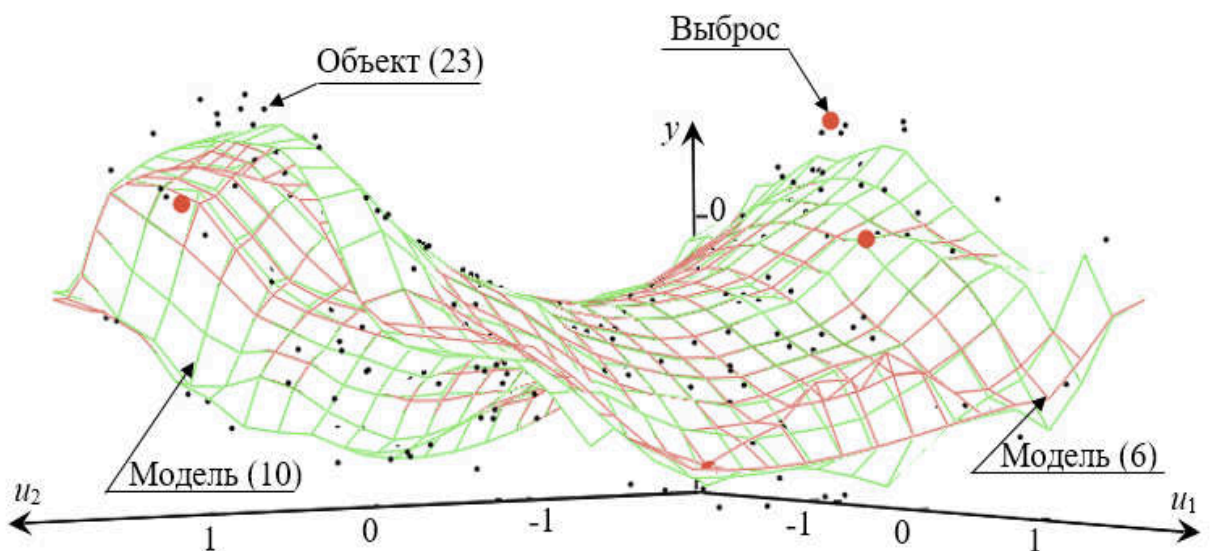 Выброс
Объект (23)
y
0
Модель (10)
Модель (6)
u₂
1
0
-1
-1
0
1
u₁